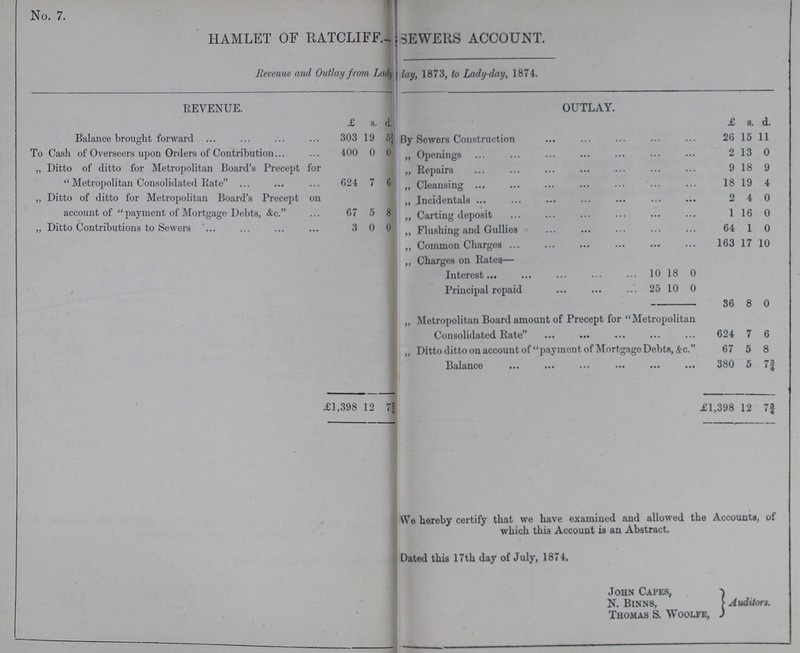 No. 7.
HAMLET OF RATCLIFF.—SEWERS ACCOUNT.
Revenue and Outlay from Lady day, 1873, to Lady-day, 1874.
REVENUE.
£ s. d.
Balance brought forward ... ... ... ... 303 19 5¾
To Cash of Overseers upon Orders of Contribution... ... 400 0 0
„ Ditto of ditto for Metropolitan Board's Precept for
"Metropolitan Consolidated Rate" ... ... ... 624 7 6
„ Ditto of ditto for Metropolitan Board's Precept on
account of "payment of Mortgage Debts, &c." ... 67 5 8
„ Ditto Contributions to Sewers ... ... ... ... 3 0 0
£1,398 12 7¾
OUTLAY.
£ s. d.
By Sewers Construction ... ... ... ... ... 26 15 11
„ Openings ... ... ... ... ... ... ... 2 13 0
„ Repairs ... ... ... ... ... ... ... 9 18 9
„ Cleansing ... ... ... ... ... ... ... 18 19 4
„ Incidentals ... ... ... ... ... ... ... 2 4 0
„ Carting deposit ... ... ... ... ... ... 1 16 0
„ Flushing and Gullies ... ... ... ... ... 64 1 0
„ Common Charges ... ... ... ... ... ... 163 17 10
„ Charges on Rates—
Interest ... ... ... ... ... 10 18 0
Principal repaid ... ... ... 25 10 0
36 8 0
„ Metropolitan Board amount of Precept for "Metropolitan
Consolidated Rate" ... ... ... ... ... 624 7 6
„ Ditto ditto on account of "payment of Mortgage Debts, &c." 67 5 8
Balance ... ... ... ... ... ... 380 5 7¾
£1,398 12 7¾
We hereby certify that we have examined and allowed the Accounts, of
which this Account is an Abstract.
Dated this 17th day of July, 1874.
JOHN CAPES,
N. BINNS,
THOMAS S. WOOLFE,
} Auditors.